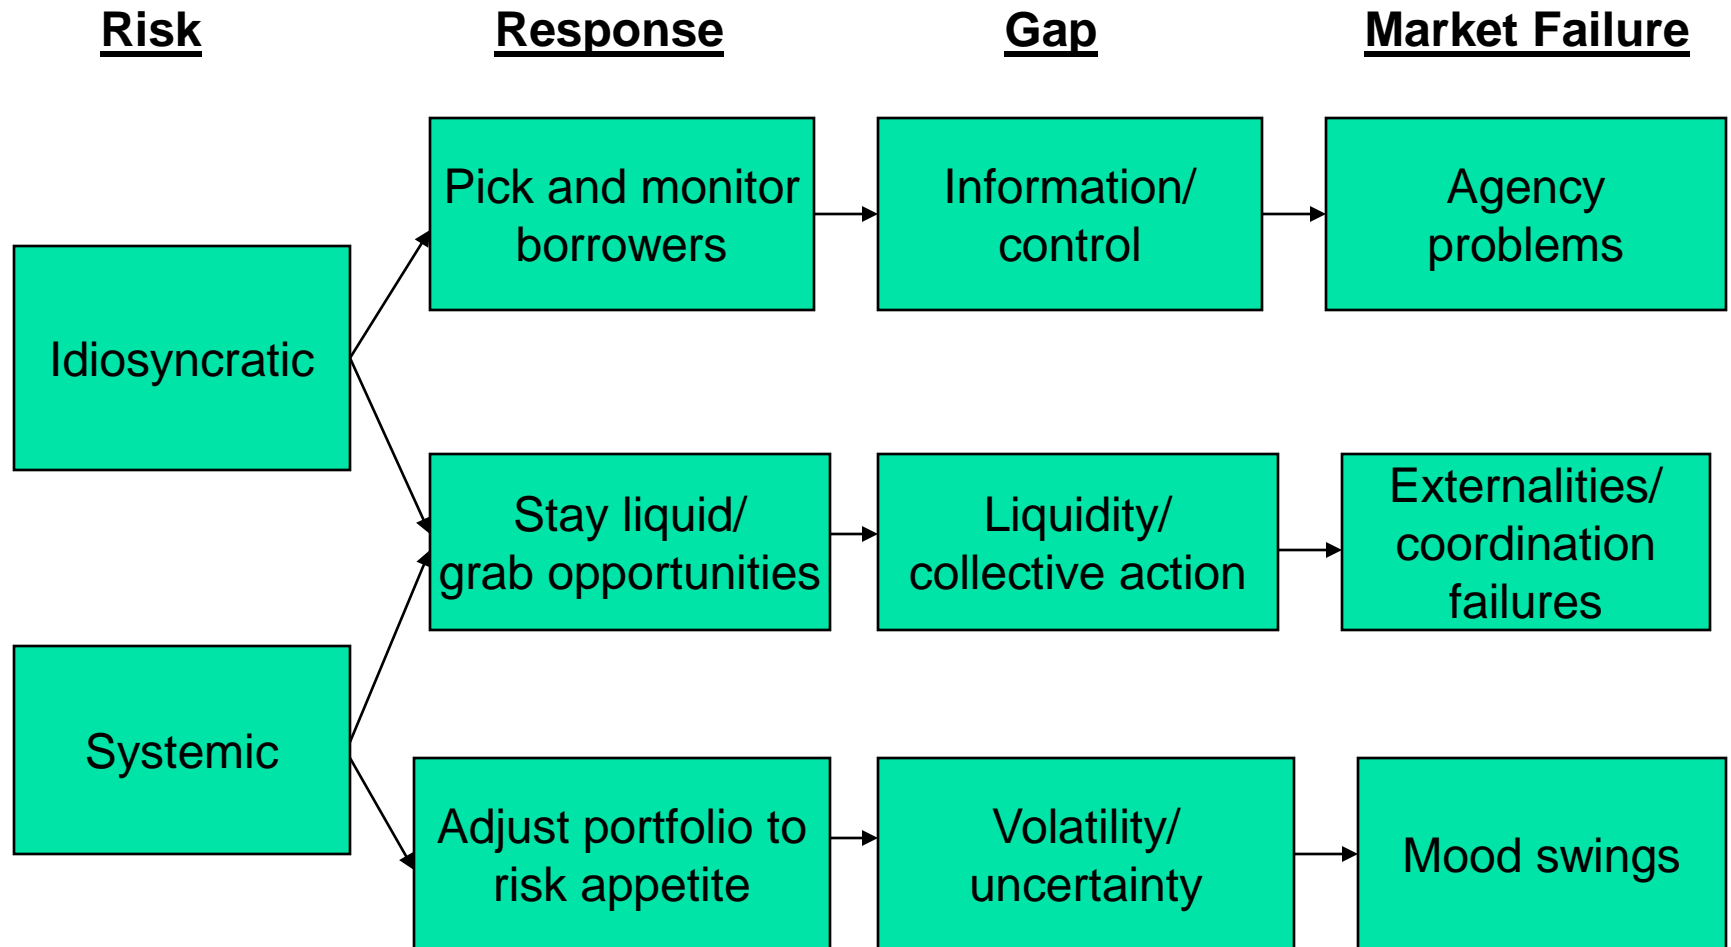 Risk
Response
Gap
Market Failure
Pick and monitor
borrowers
Information/
control
Agency
problems
Idiosyncratic
Stay liquid/
grab opportunities
Liquidity/
collective action
Externalities/
coordination
failures
Systemic
Adjust portfolio to
risk appetite
Volatility/
uncertainty
Mood swings